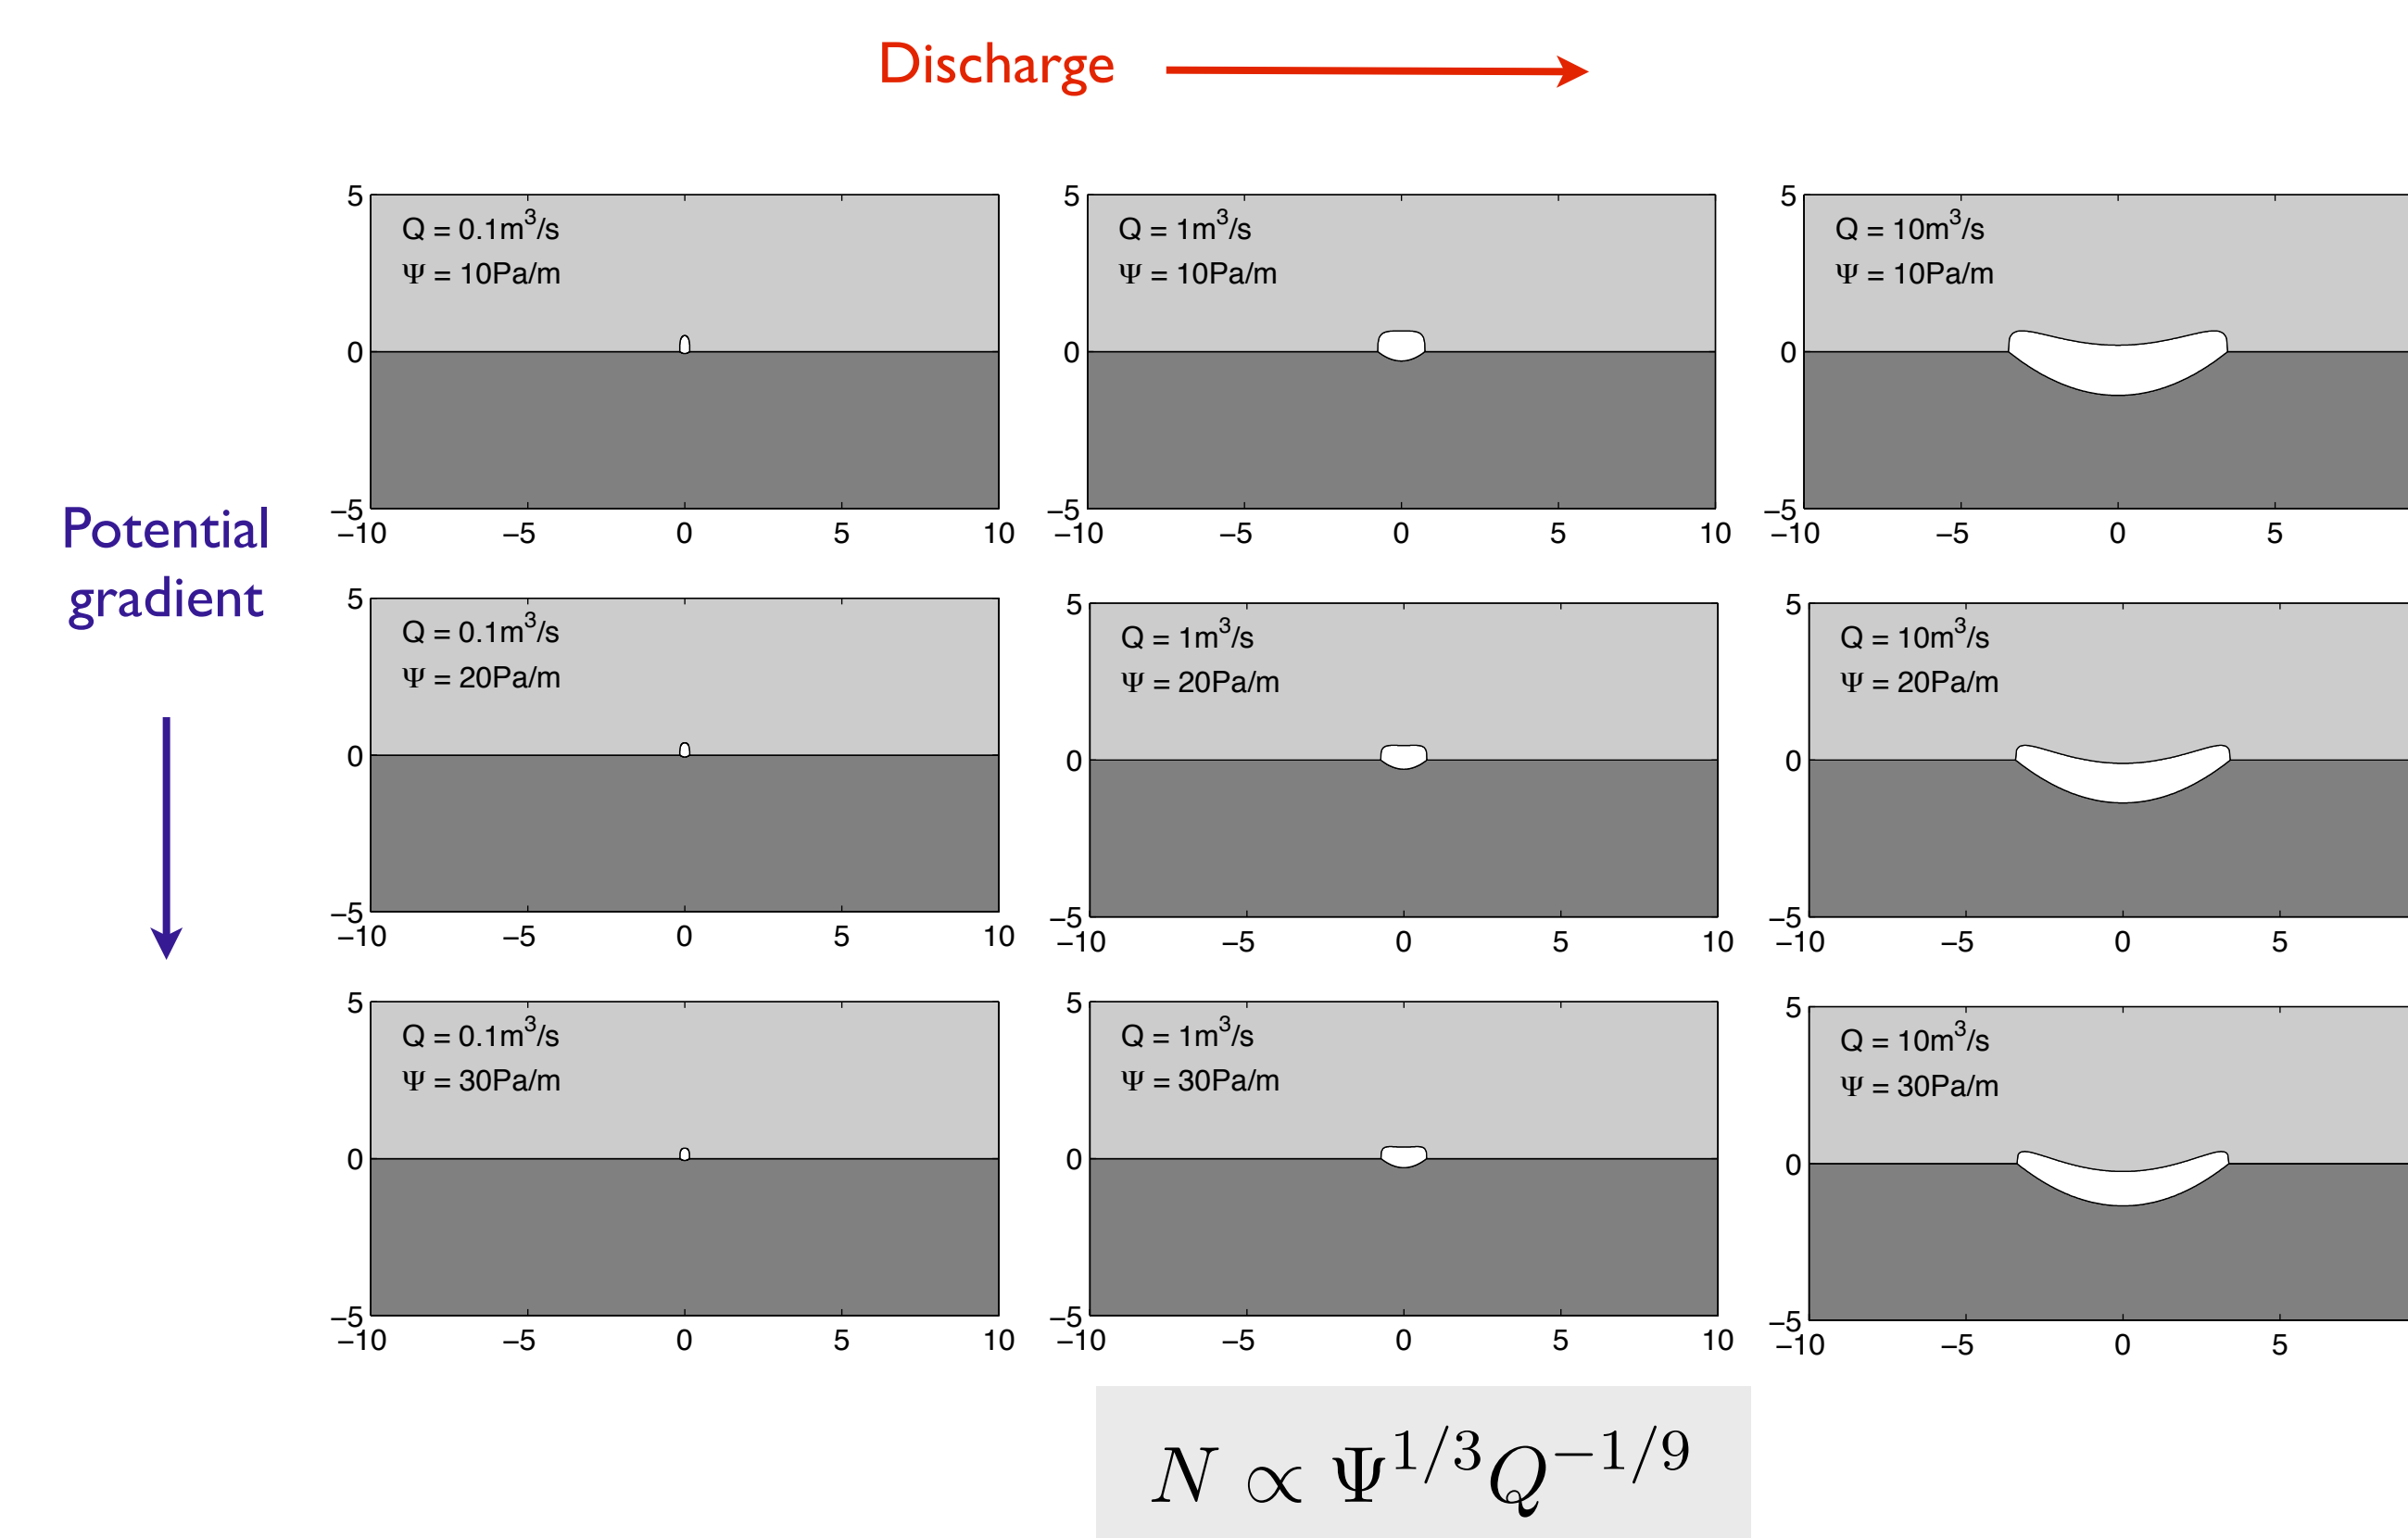 Discharge
5
Q = 0.1m³/s
Ψ = 10Pa/m
0
−5
−10 −5 0 5 10
5
Q = 1m³/s
Ψ = 10Pa/m
0
−5
−10 −5 0 5 10
5
Q = 10m³/s
Ψ = 10Pa/m
0
−5
−10 −5 0 5
Potential
gradient
5
Q = 0.1m³/s
Ψ = 20Pa/m
0
−5
−10 −5 0 5 10
5
Q = 1m³/s
Ψ = 20Pa/m
0
−5
−10 −5 0 5 10
5
Q = 10m³/s
Ψ = 20Pa/m
0
−5
−10 −5 0 5
5
Q = 0.1m³/s
Ψ = 30Pa/m
0
−5
−10 −5 0 5 10
5
Q = 1m³/s
Ψ = 30Pa/m
0
−5
−10 −5 0 5 10
5
Q = 10m³/s
Ψ = 30Pa/m
0
−5
−10 −5 0 5
N ∝ Ψ^{1/3}Q^{−1/9}